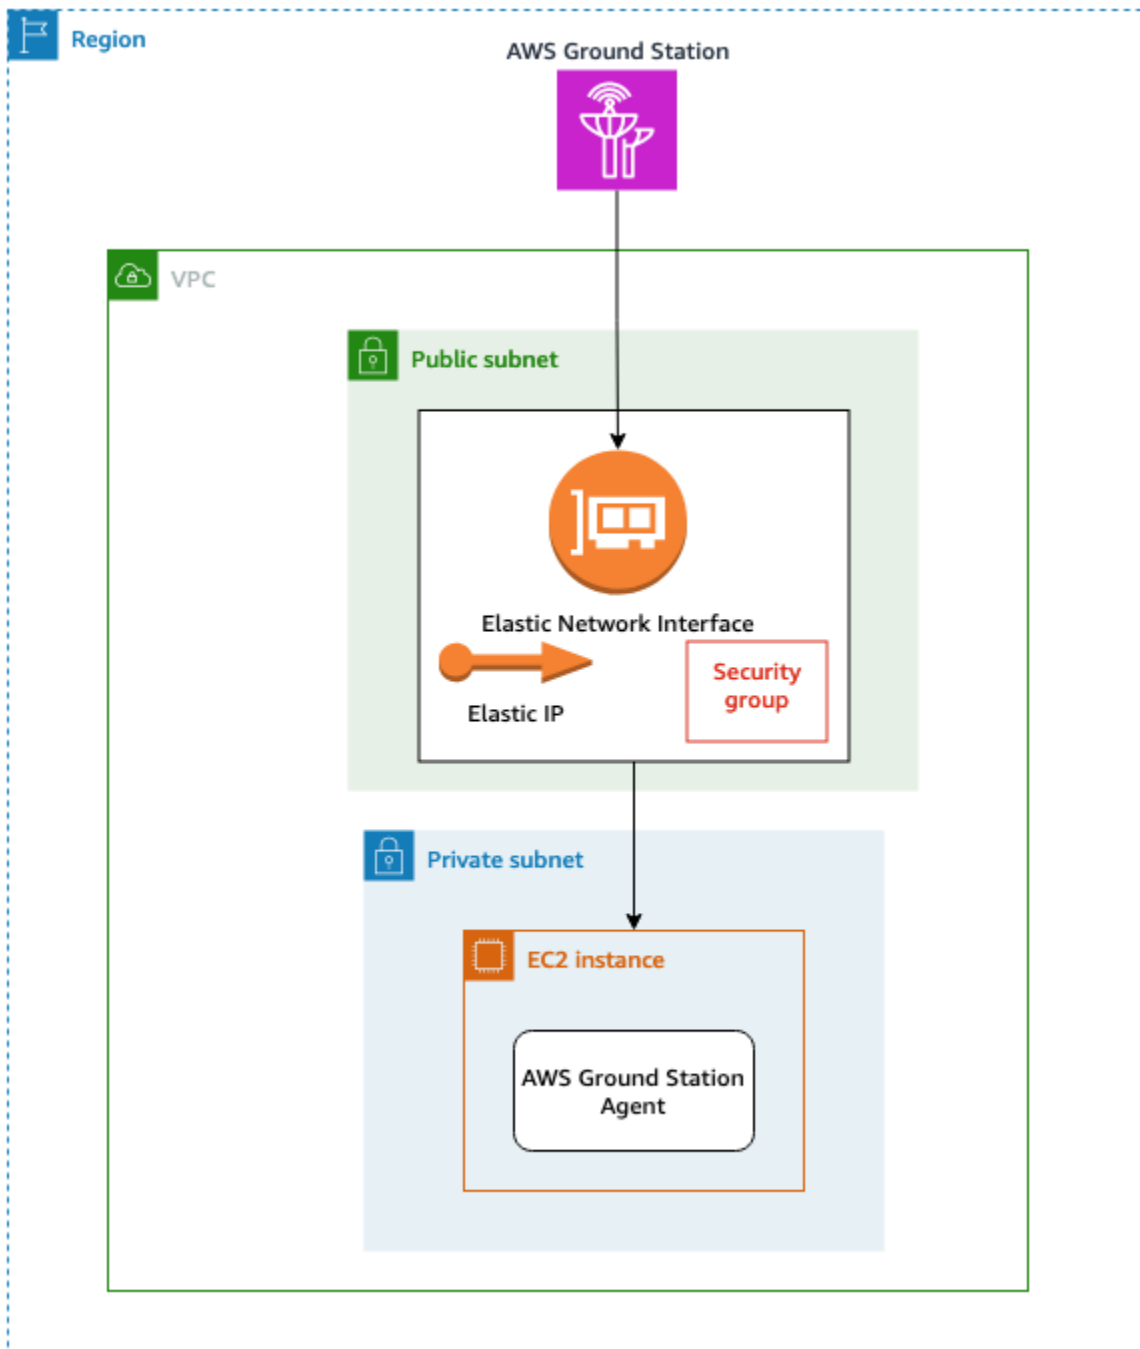 Region
AWS Ground Station
VPC
Public subnet
Elastic Network Interface
Elastic IP
Security
group
Private subnet
EC2 instance
AWS Ground Station
Agent